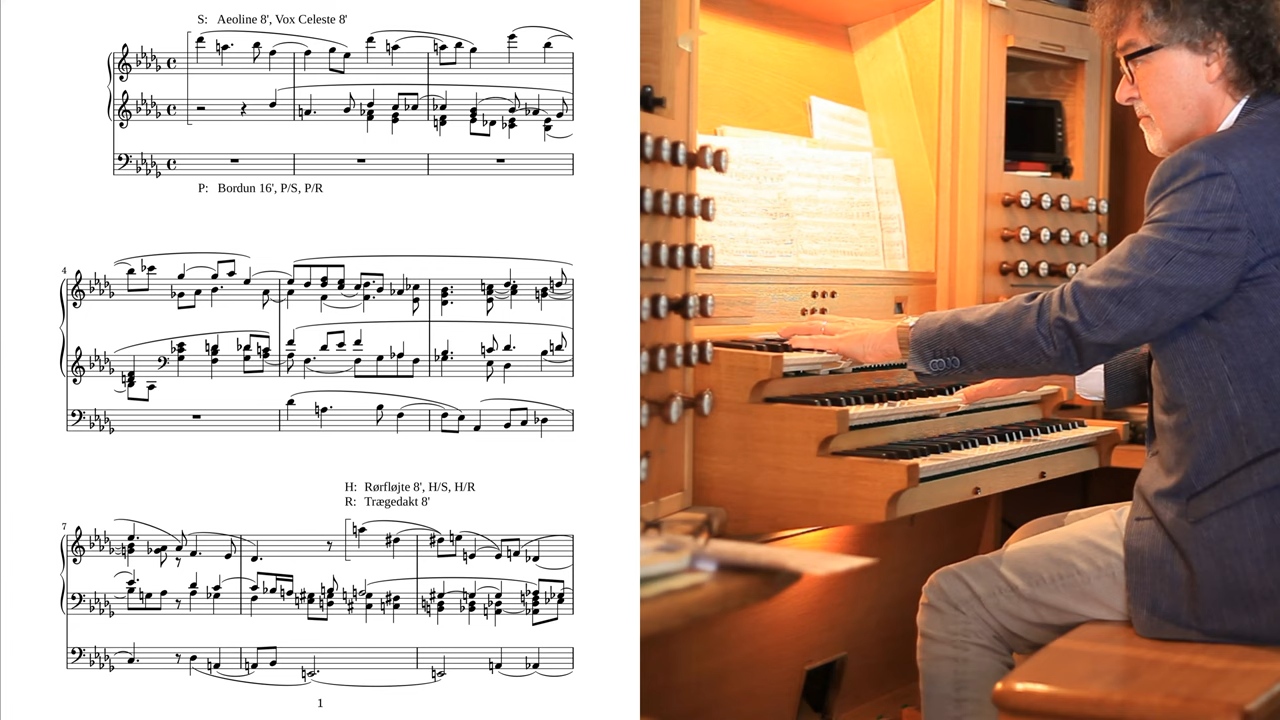 S: Aeoline 8', Vox Celeste 8'
P: Bordun 16', P/S, P/R
4
H: Rørfløjte 8', H/S, H/R
R: Trægedakt 8'
7
1